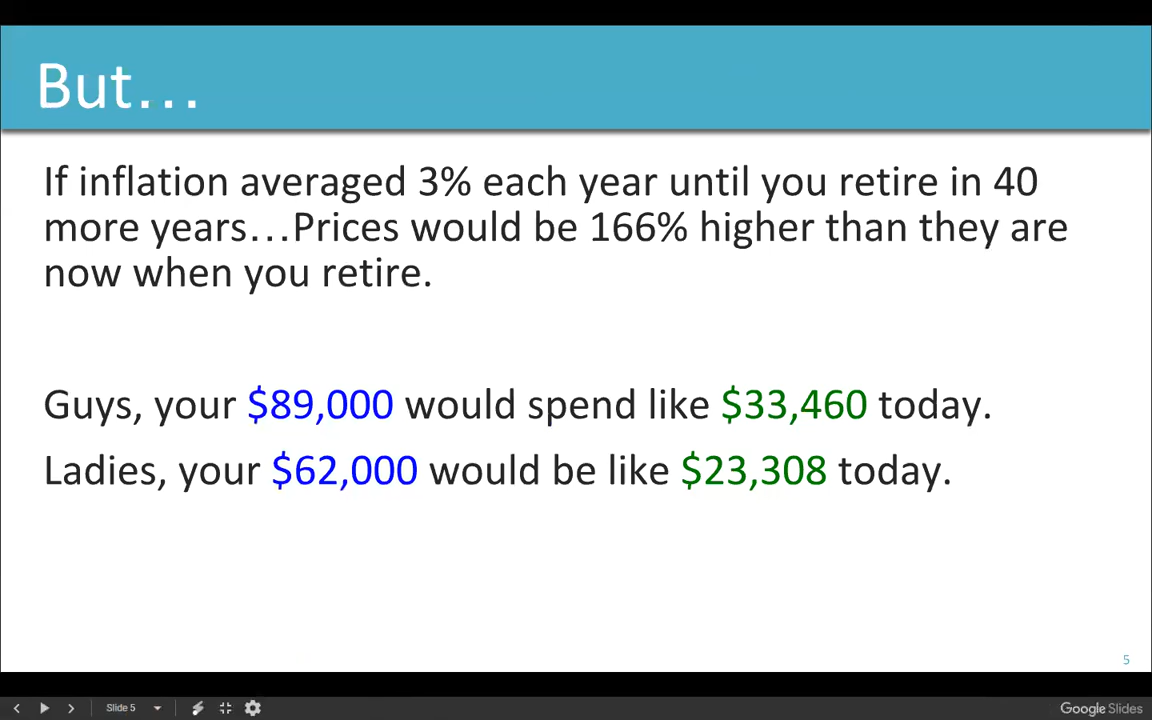 But…
If inflation averaged 3% each year until you retire in 40
more years…Prices would be 166% higher than they are
now when you retire.
Guys, your $89,000 would spend like $33,460 today.
Ladies, your $62,000 would be like $23,308 today.
5
Slide 5
Google Slides